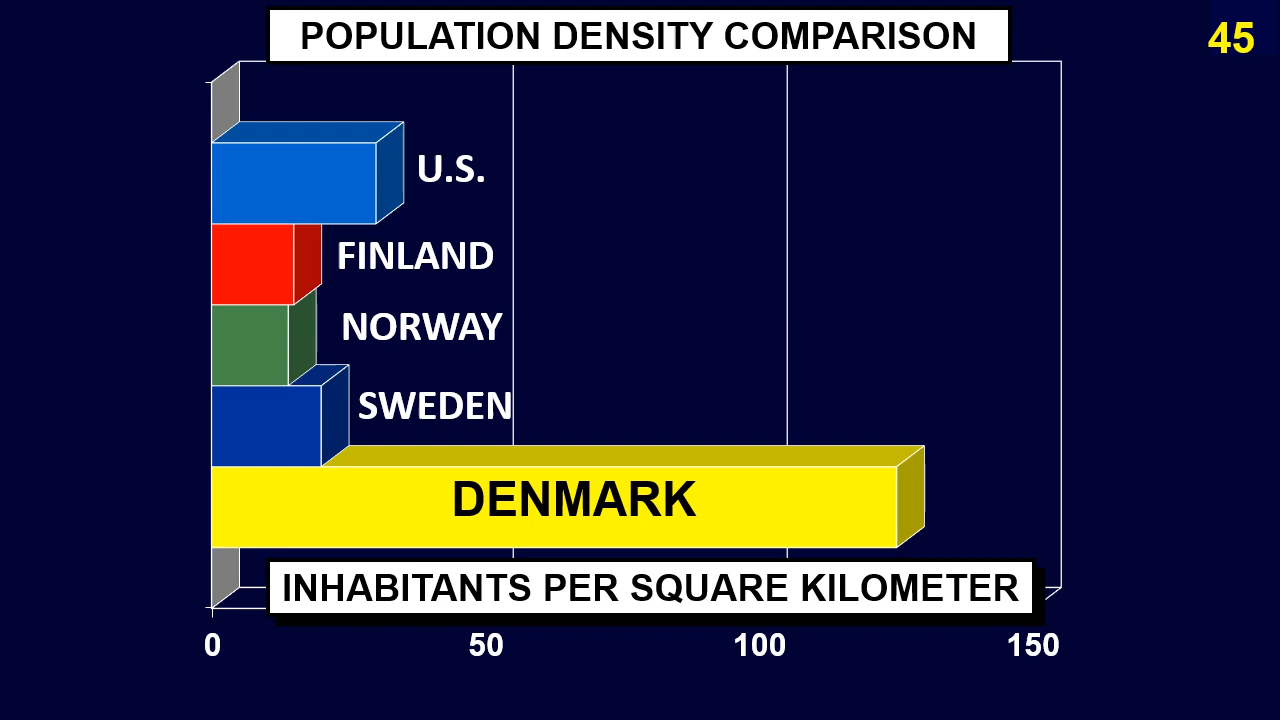 POPULATION DENSITY COMPARISON
45
U.S.
FINLAND
NORWAY
SWEDEN
DENMARK
INHABITANTS PER SQUARE KILOMETER
0 50 100 150